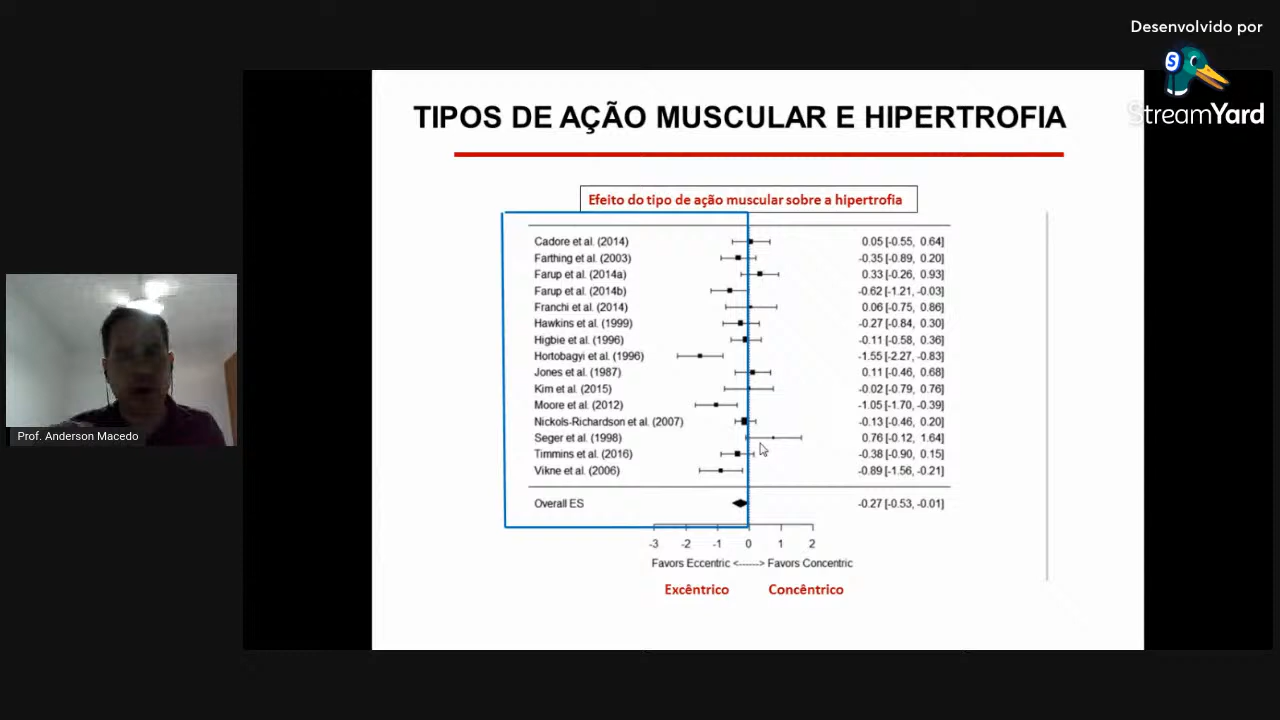 Desenvolvido por
StreamYard
TIPOS DE AÇÃO MUSCULAR E HIPERTROFIA
Efeito do tipo de ação muscular sobre a hipertrofia
Cadore et al. (2014) 0.05 [-0.55, 0.64]
Farthing et al. (2003) -0.35 [-0.89, 0.20]
Farup et al. (2014a) 0.33 [-0.26, 0.93]
Farup et al. (2014b) -0.62 [-1.21, -0.03]
Franchi et al. (2014) 0.06 [-0.75, 0.86]
Hawkins et al. (1999) -0.27 [-0.84, 0.30]
Higbie et al. (1996) -0.11 [-0.58, 0.36]
Hortobagyi et al. (1996) -1.55 [-2.27, -0.83]
Jones et al. (1987) 0.11 [-0.46, 0.68]
Kim et al. (2015) -0.02 [-0.79, 0.76]
Moore et al. (2012) -1.05 [-1.70, -0.39]
Nickols-Richardson et al. (2007) -0.13 [-0.46, 0.20]
Seger et al. (1998) 0.76 [-0.12, 1.64]
Timmins et al. (2016) -0.38 [-0.90, 0.15]
Vikne et al. (2006) -0.89 [-1.56, -0.21]
Overall ES -0.27 [-0.53, -0.01]
-3 -2 -1 0 1 2
Favors Eccentric <------> Favors Concentric
Excêntrico Concêntrico
Prof. Anderson Macedo